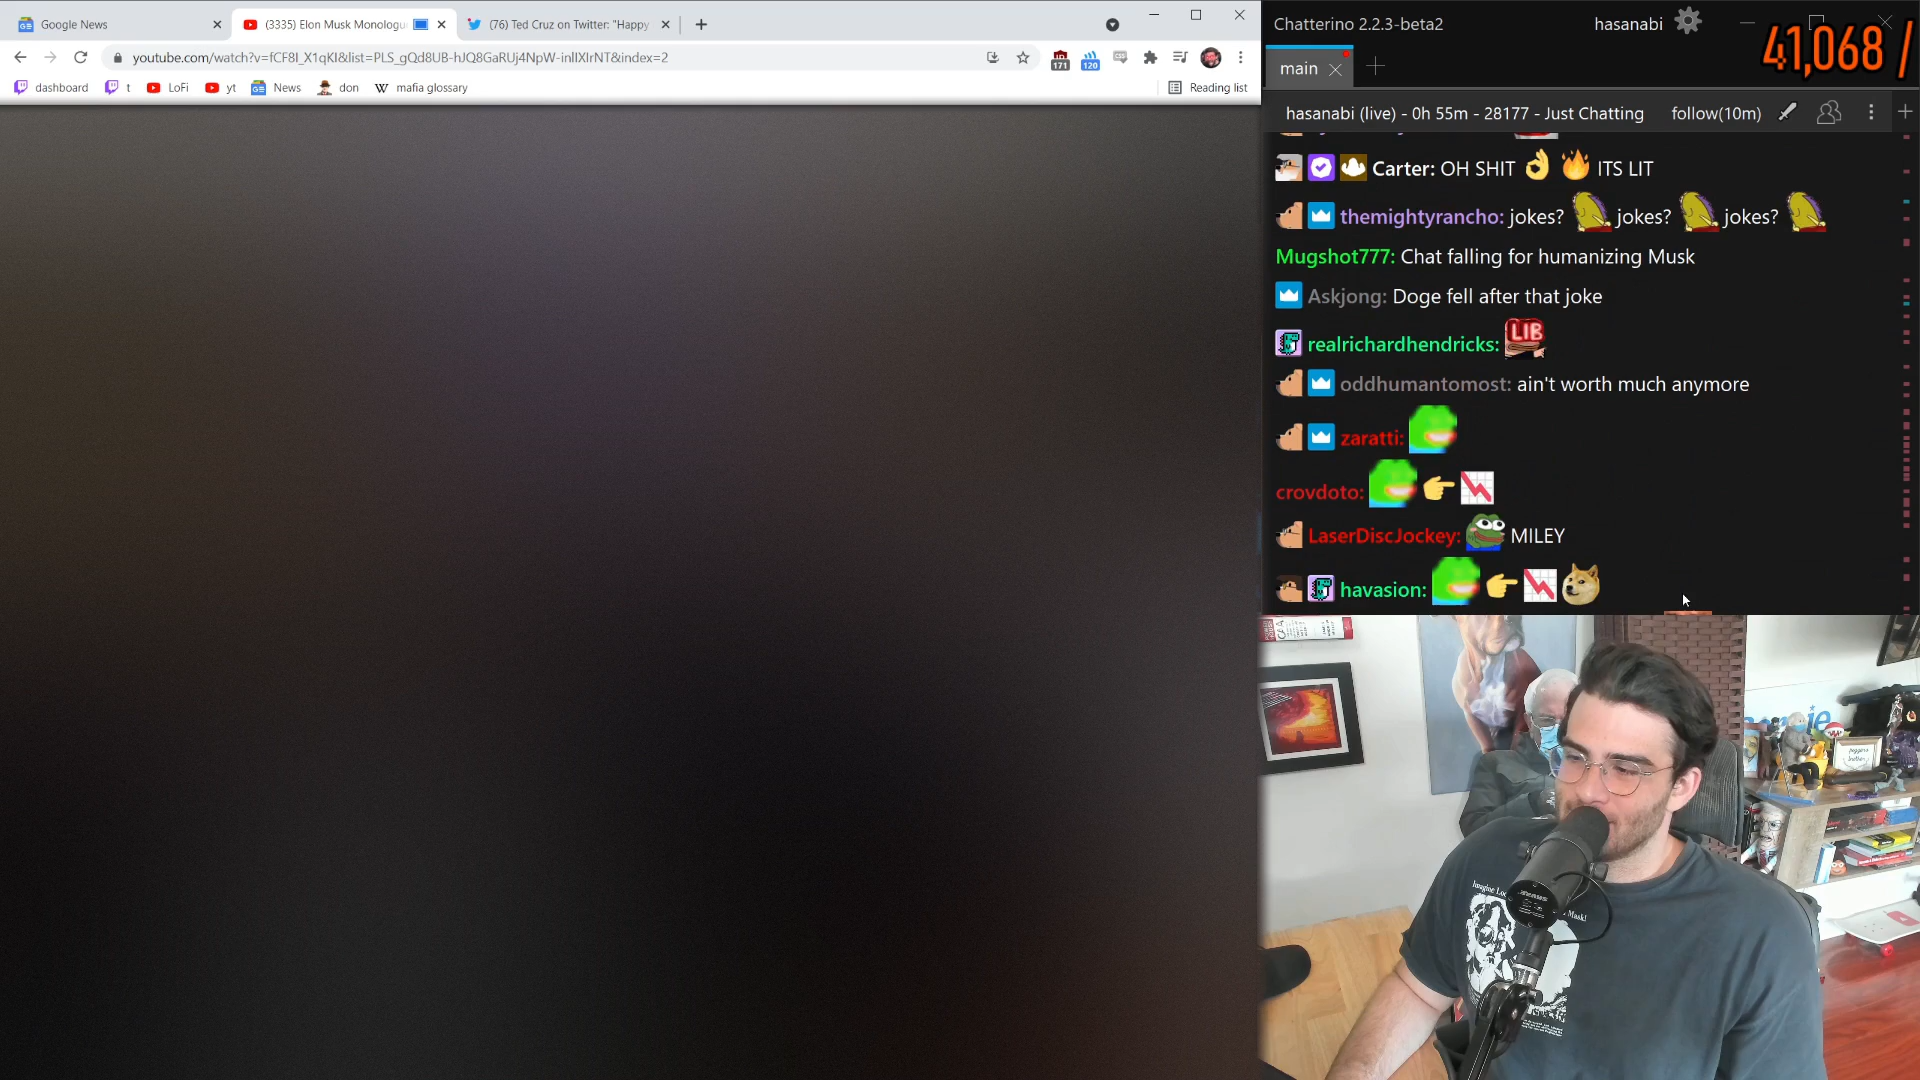 Google News
(3335) Elon Musk Monologu
(76) Ted Cruz on Twitter: "Happy
youtube.com/watch?v=fCF8I_X1qKI&list=PLS_gQd8UB-hJQ8GaRUj4NpW-inlIXIrNT&index=2
171
120
dashboard
t
LoFi
yt
News
don
W mafia glossary
Reading list
Chatterino 2.2.3-beta2
hasanabi
41,068 /
main
hasanabi (live) - 0h 55m - 28177 - Just Chatting
follow(10m)
Carter: OH SHIT ITS LIT
themightyrancho: jokes? jokes? jokes?
Mugshot777: Chat falling for humanizing Musk
Askjong: Doge fell after that joke
realrichardhendricks: LIB
oddhumantomost: ain't worth much anymore
zaratti:
crovdoto:
LaserDiscJockey: MILEY
havasion: